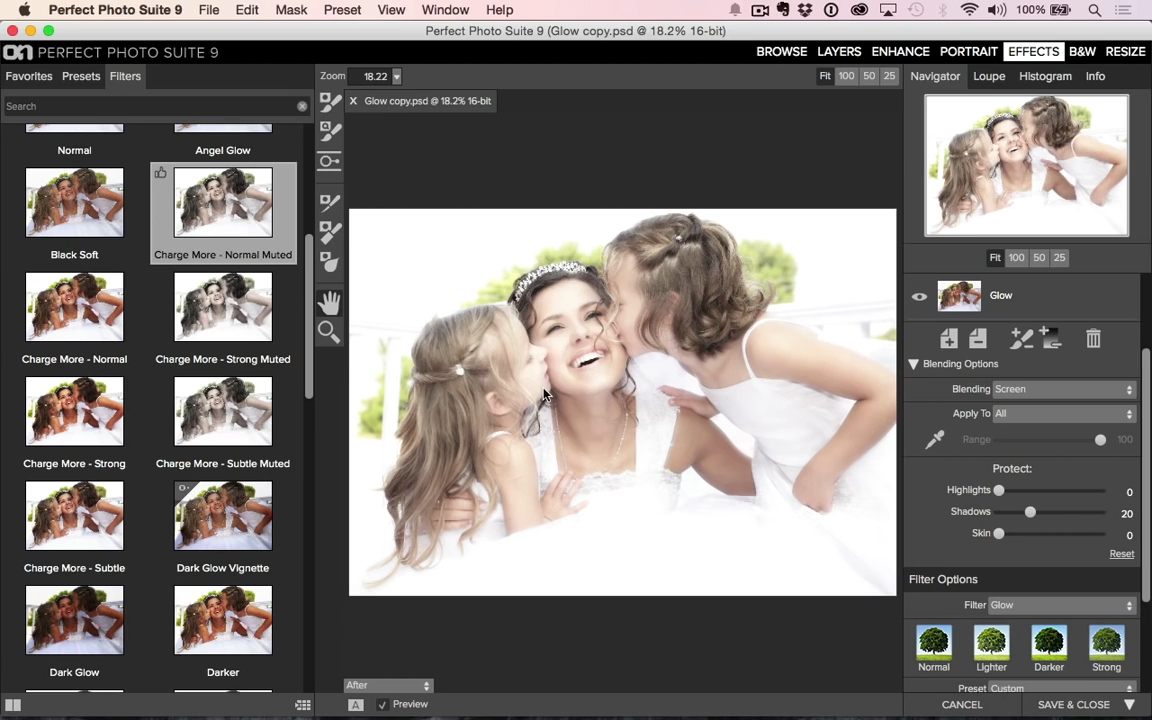 Perfect Photo Suite 9 File Edit Mask Preset View Window Help 100%
Perfect Photo Suite 9 (Glow copy.psd @ 18.2% 16-bit)
on PERFECT PHOTO SUITE 9 BROWSE LAYERS ENHANCE PORTRAIT EFFECTS B&W RESIZE
Favorites Presets Filters Zoom 18.22 Fit 100 50 25 Navigator Loupe Histogram Info
Search X Glow copy.psd @ 18.2% 16-bit
Normal Angel Glow
Black Soft Charge More - Normal Muted
Fit 100 50 25
Glow
Charge More - Normal Charge More - Strong Muted
Blending Options
Blending Screen
Apply To All
Range 100
Charge More - Strong Charge More - Subtle Muted
Protect:
Highlights 0
Shadows 20
Skin 0
Reset
Charge More - Subtle Dark Glow Vignette
Filter Options
Filter Glow
Normal Lighter Darker Strong
Dark Glow Darker
After Preset Custom
A Preview CANCEL SAVE & CLOSE